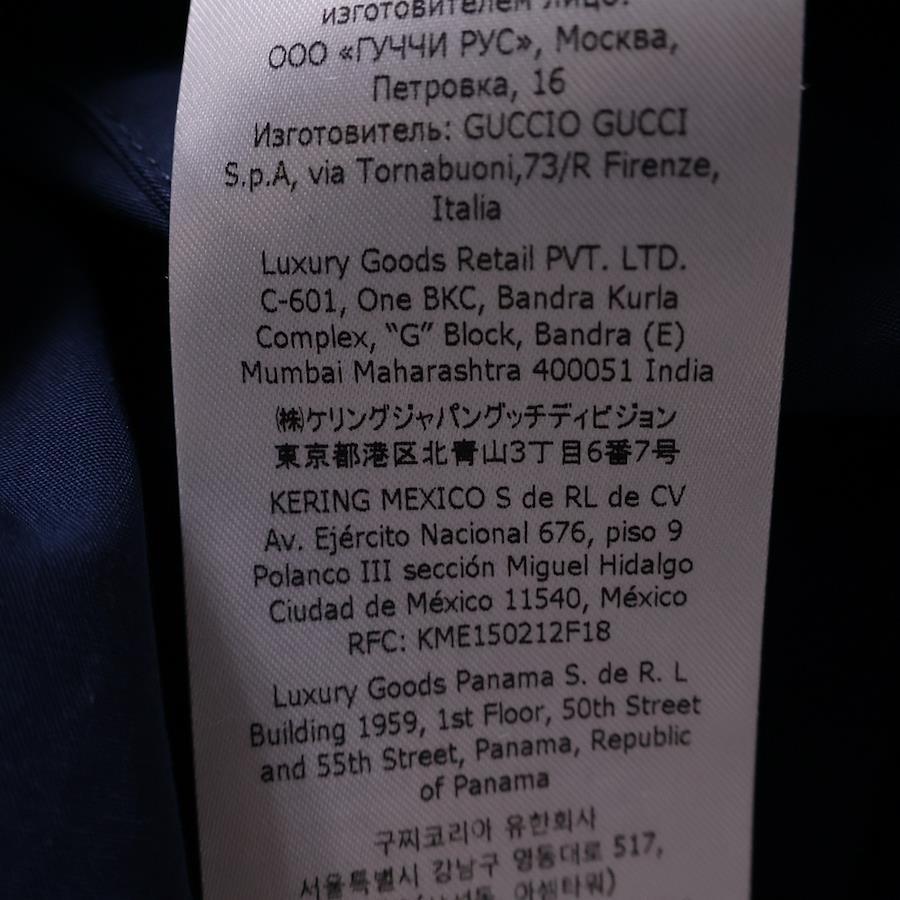 изготовителем лицо:
ООО «ГУЧЧИ РУС», Москва,
Петровка, 16
Изготовитель: GUCCIO GUCCI
S.p.A, via Tornabuoni,73/R Firenze,
Italia
Luxury Goods Retail PVT. LTD.
C-601, One BKC, Bandra Kurla
Complex, “G” Block, Bandra (E)
Mumbai Maharashtra 400051 India
㈱ケリングジャパングッチディビジョン
東京都港区北青山3丁目6番7号
KERING MEXICO S de RL de CV
Av. Ejército Nacional 676, piso 9
Polanco III sección Miguel Hidalgo
Ciudad de México 11540, México
RFC: KME150212F18
Luxury Goods Panama S. de R. L
Building 1959, 1st Floor, 50th Street
and 55th Street, Panama, Republic
of Panama
구찌코리아 유한회사
서울특별시 강남구 영동대로 517,
아셈타워)